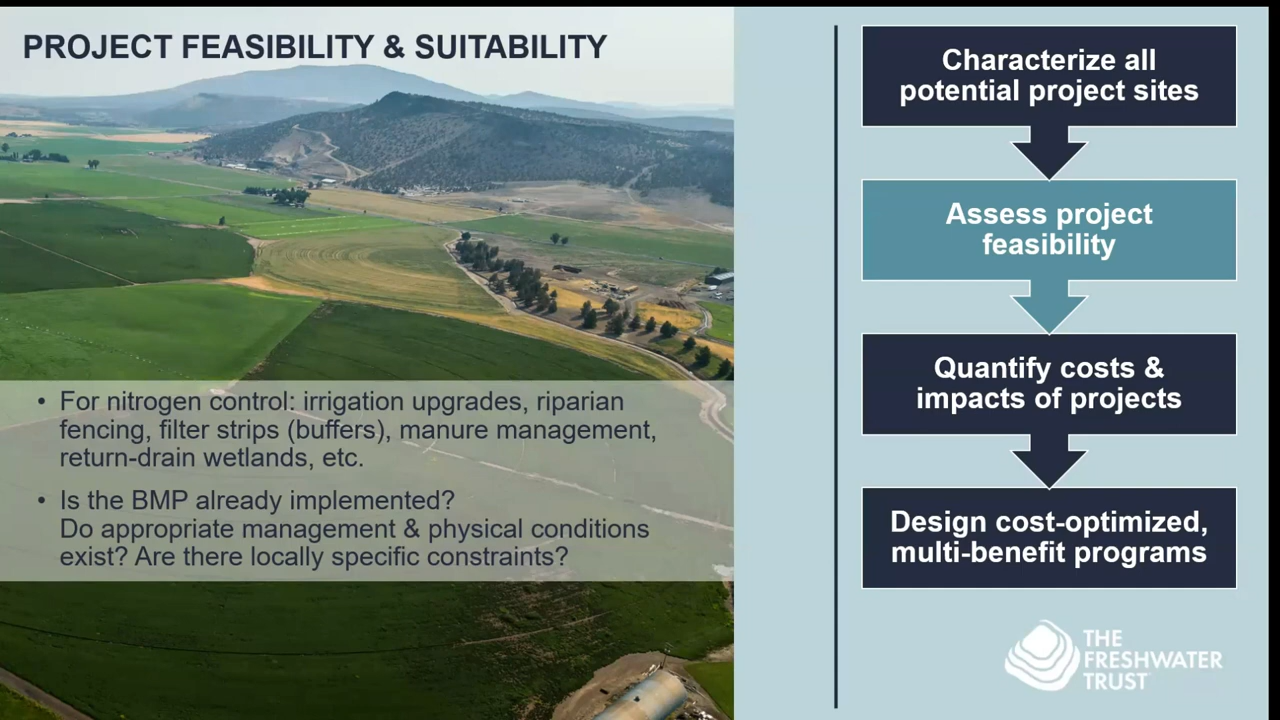 PROJECT FEASIBILITY & SUITABILITY
• For nitrogen control: irrigation upgrades, riparian
fencing, filter strips (buffers), manure management,
return-drain wetlands, etc.
• Is the BMP already implemented?
Do appropriate management & physical conditions
exist? Are there locally specific constraints?
Characterize all
potential project sites
Assess project
feasibility
Quantify costs &
impacts of projects
Design cost-optimized,
multi-benefit programs
THE
FRESHWATER
TRUST